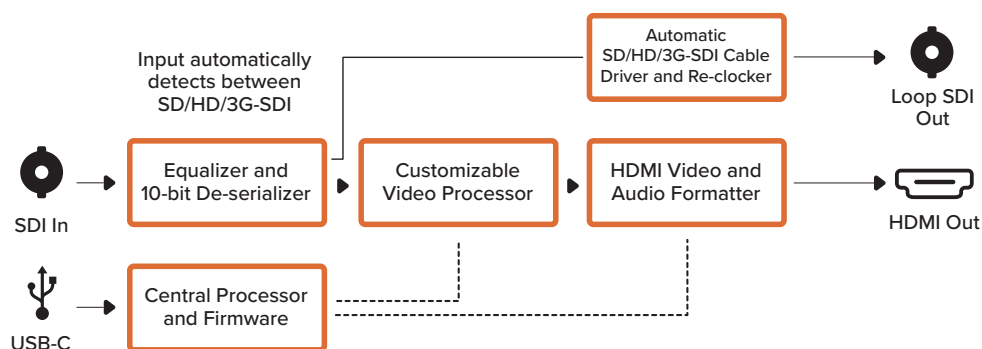 Automatic
SD/HD/3G-SDI Cable
Driver and Re-clocker
Input automatically
detects between
SD/HD/3G-SDI
Loop SDI
Out
Equalizer and
10-bit De-serializer
Customizable
Video Processor
HDMI Video and
Audio Formatter
SDI In
HDMI Out
Central Processor
and Firmware
USB-C